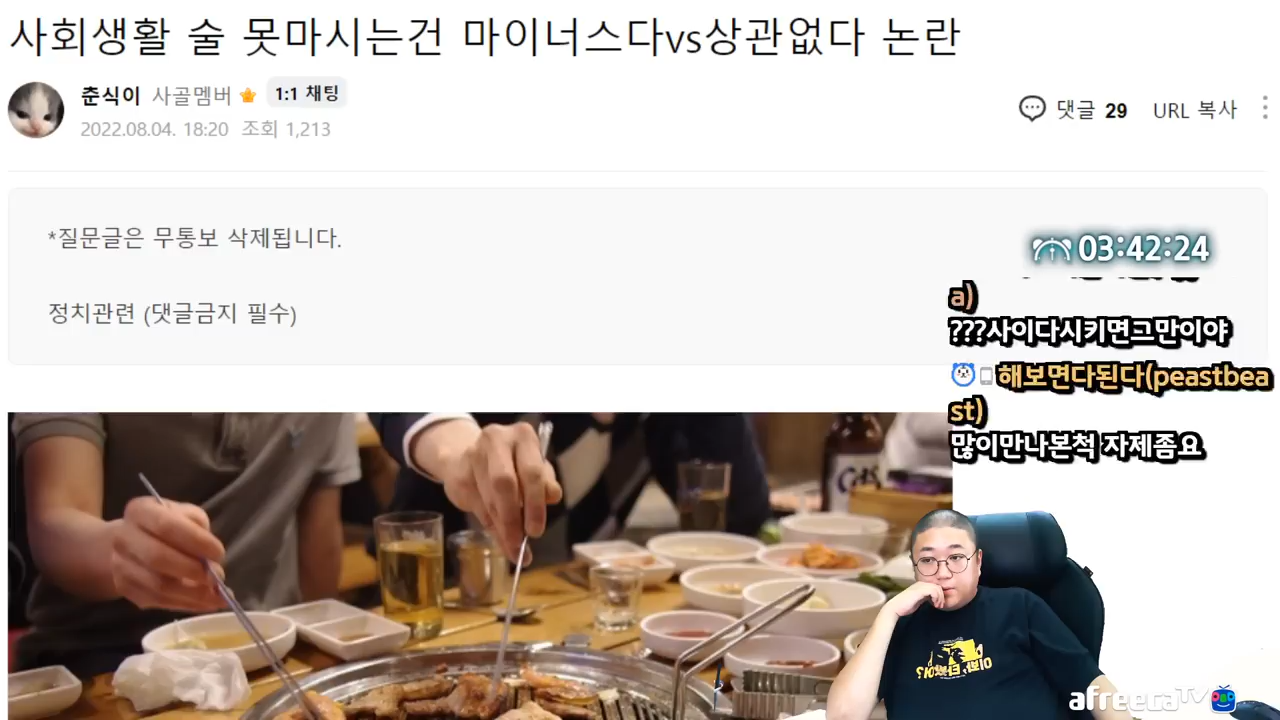 사회생활 술 못마시는건 마이너스다vs상관없다 논란
춘식이 사골멤버 1:1 채팅
2022.08.04. 18:20 조회 1,213
댓글 29 URL 복사
*질문글은 무통보 삭제됩니다.
정치관련 (댓글금지 필수)
03:42:24
a)
???사이다시키면그만이야
해보면다된다(peastbea
st)
많이만나본척 자제좀요
afreecaTV